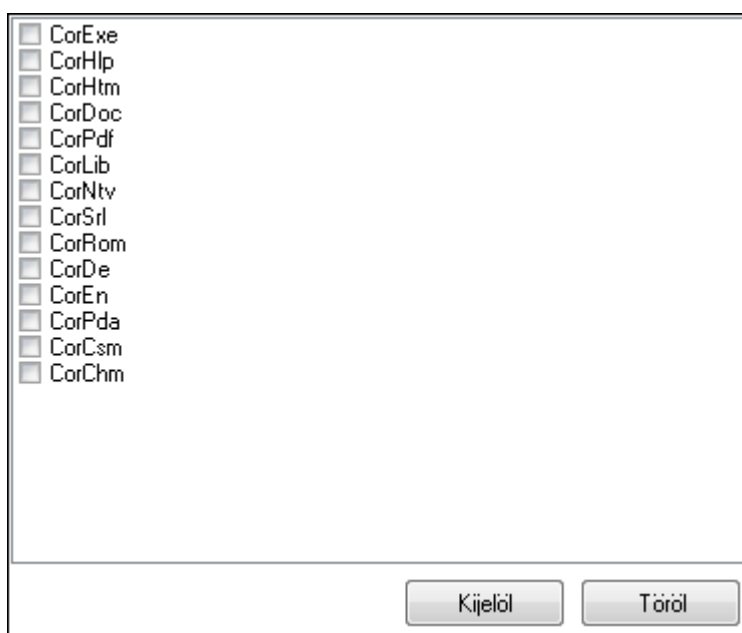 CorExe
CorHlp
CorHtm
CorDoc
CorPdf
CorLib
CorNtv
CorSrl
CorRom
CorDe
CorEn
CorPda
CorCsm
CorChm
Kijelöl Töröl